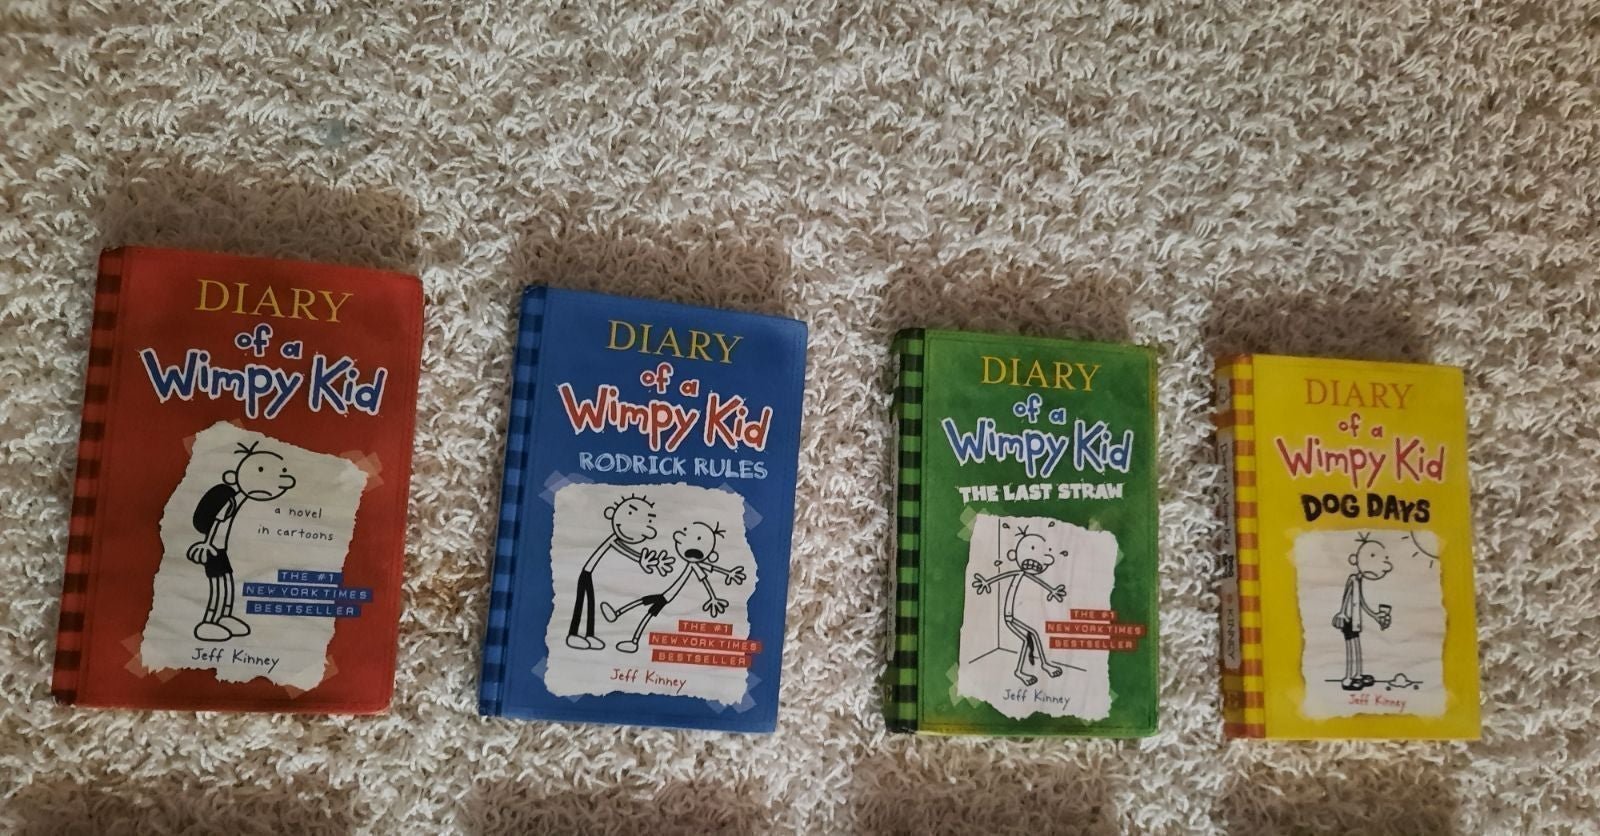 DIARY
of a
Wimpy Kid
a novel
in cartoons
THE #1
NEW YORK TIMES
BESTSELLER
Jeff Kinney
DIARY
of a
Wimpy Kid
RODRICK RULES
THE #1
NEW YORK TIMES
BESTSELLER
Jeff Kinney
DIARY
of a
Wimpy Kid
THE LAST STRAW
THE #1
NEW YORK TIMES
BESTSELLER
Jeff Kinney
KINNEY
DIARY
of a
Wimpy Kid
DOG DAYS
Jeff Kinney